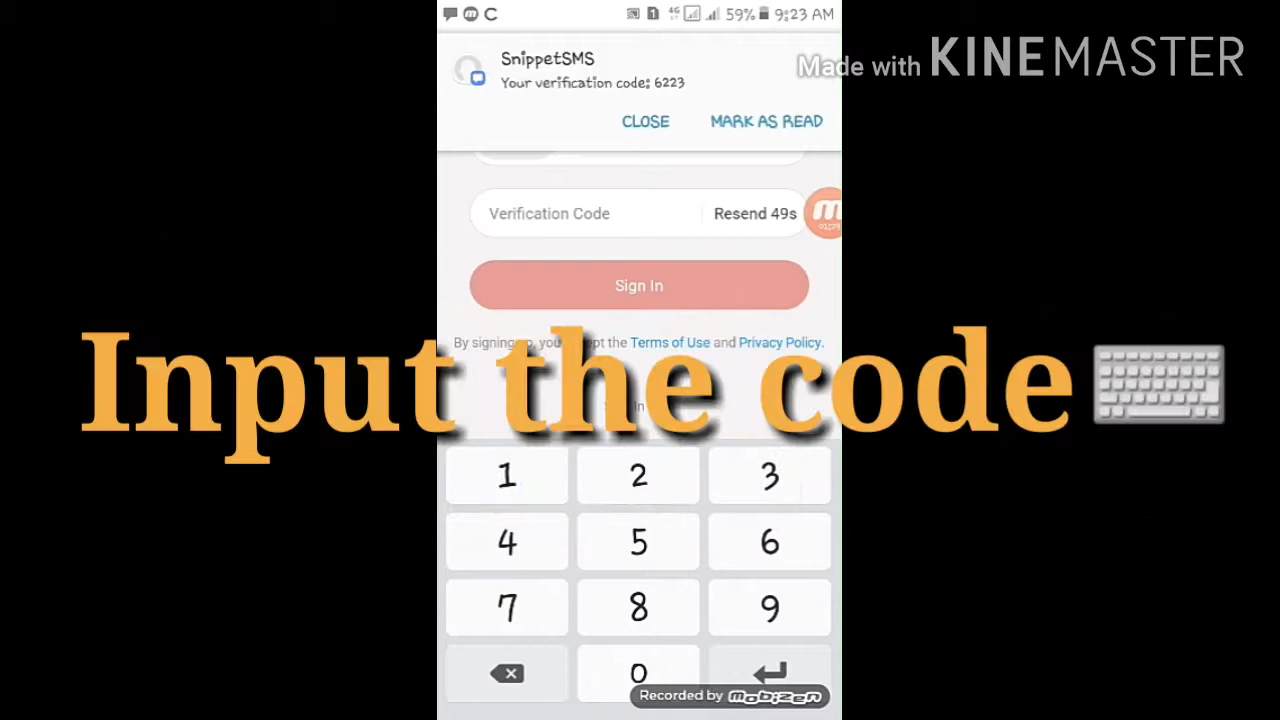 C 1 4G 59% 9:23 AM
SnippetSMS
Your verification code: 6223
Made with KINEMASTER
CLOSE MARK AS READ
Verification Code Resend 49s
Sign In
By signing up, you accept the Terms of Use and Privacy Policy.
Input the code
1 2 3
4 5 6
7 8 9
0
Recorded by mobizen